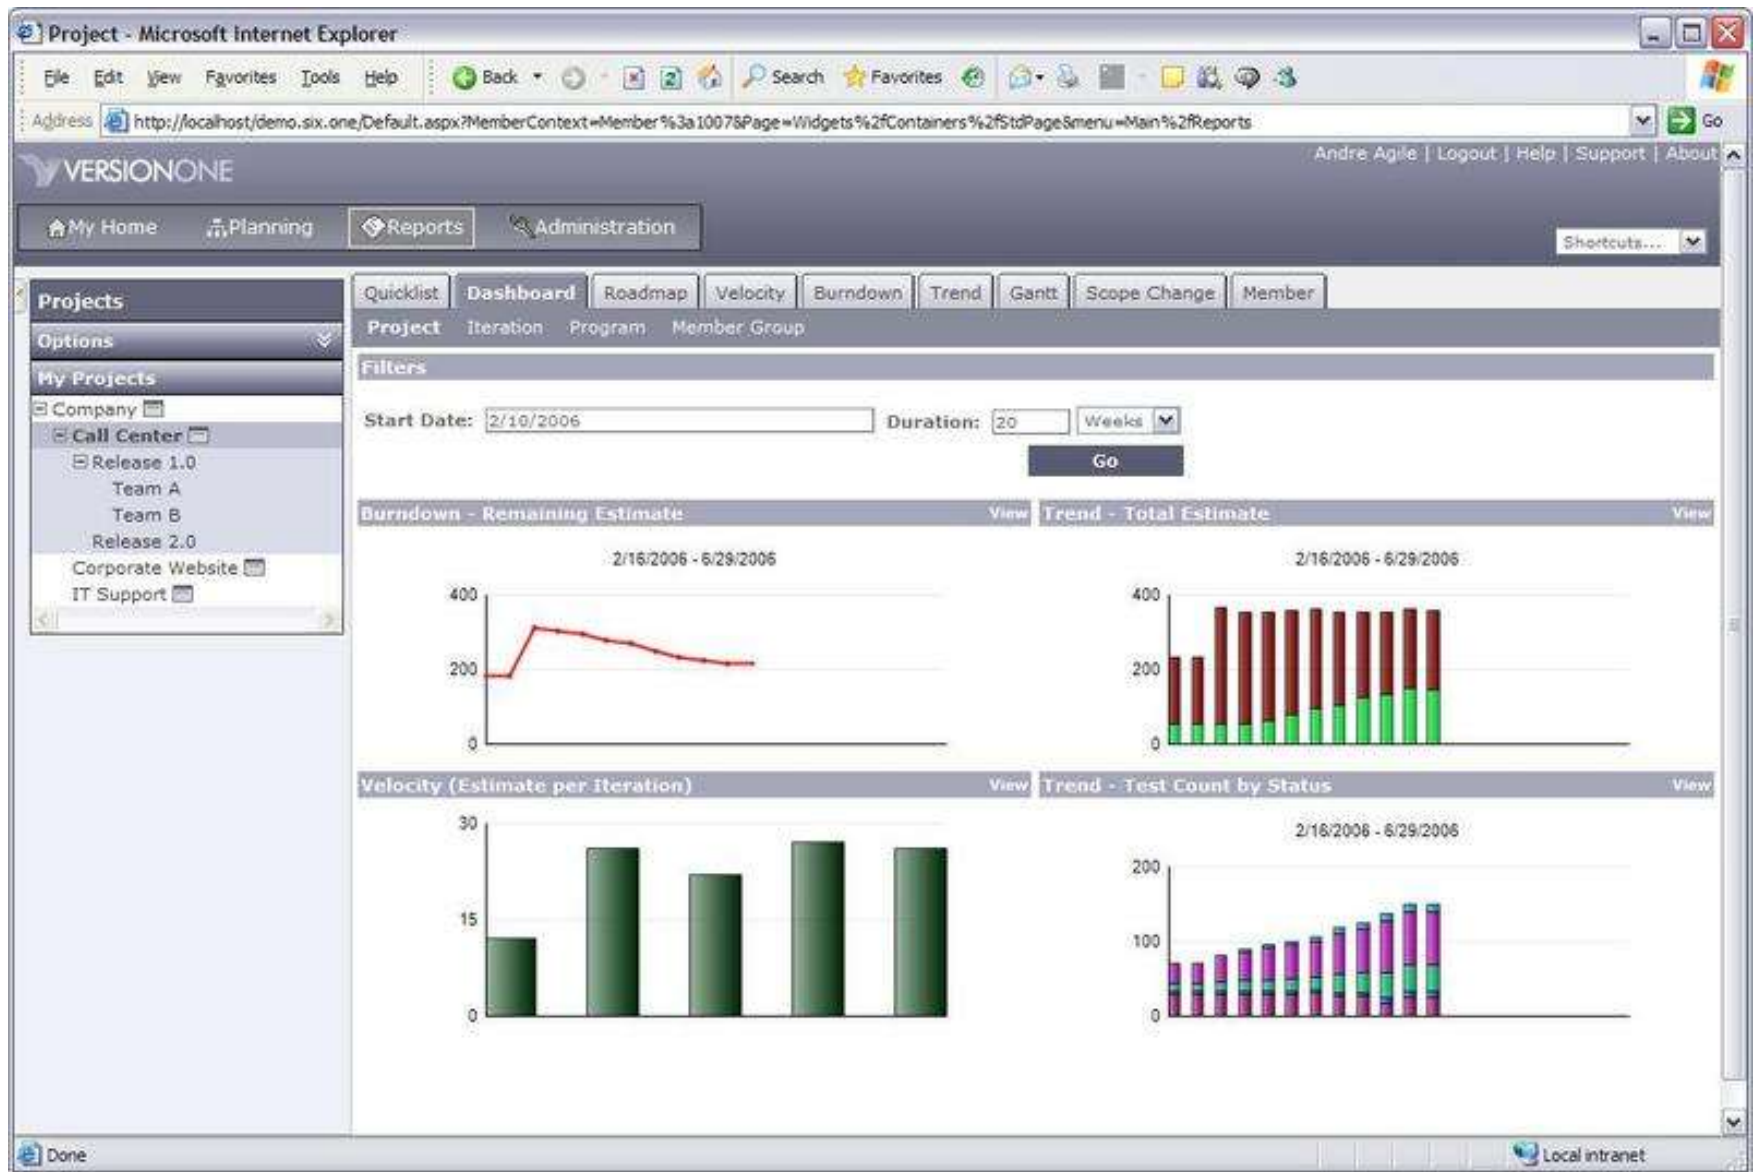 Project - Microsoft Internet Explorer
File Edit View Favorites Tools Help Back Search Favorites
Address http://localhost/demo.six.one/Default.aspx?MemberContext=Member%3a1007&Page=Widgets%2fContainers%2fStdPage&menu=Main%2fReports Go
Andre Agile | Logout | Help | Support | About
VERSIONONE
My Home Planning Reports Administration
Shortcuts...
Projects
Options
My Projects
Company
Call Center
Release 1.0
Team A
Team B
Release 2.0
Corporate Website
IT Support
Quicklist Dashboard Roadmap Velocity Burndown Trend Gantt Scope Change Member
Project Iteration Program Member Group
Filters
Start Date: 2/10/2006 Duration: 20 Weeks
Go
Burndown - Remaining Estimate View
2/16/2006 - 6/29/2006
400
200
0
Trend - Total Estimate View
2/16/2006 - 6/29/2006
400
200
0
Velocity (Estimate per Iteration) View
30
15
0
Trend - Test Count by Status View
2/16/2006 - 6/29/2006
200
100
0
Done Local intranet